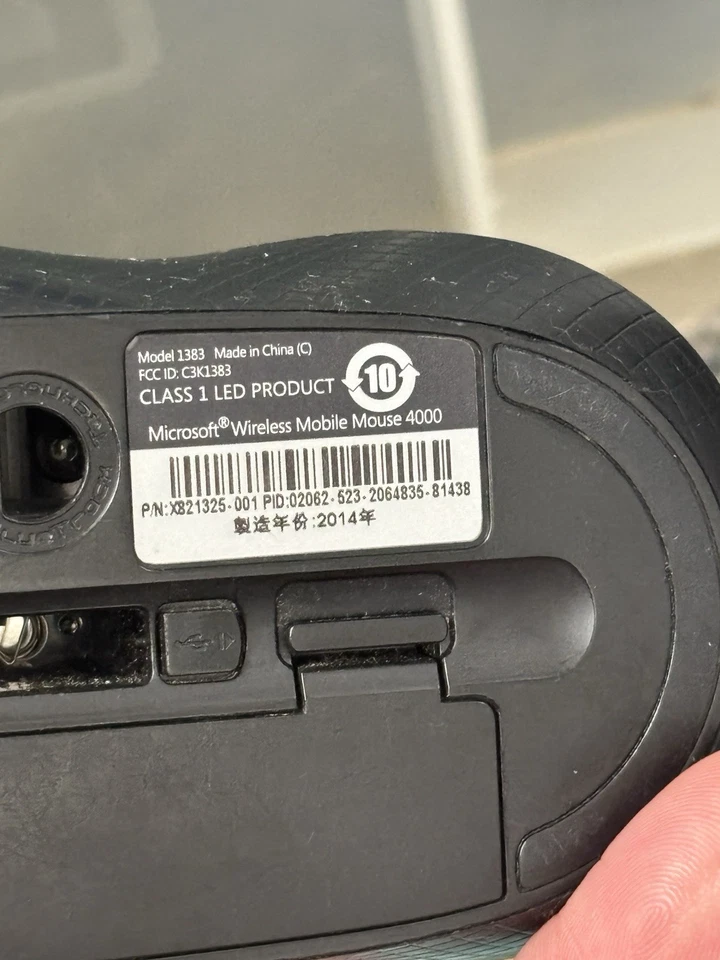 Model 1383 Made in China (C)
FCC ID: C3K1383
CLASS 1 LED PRODUCT
10
Microsoft® Wireless Mobile Mouse 4000
P/N:X821325-001 PID:02062-523-2064835-81438
製造年份:2014年